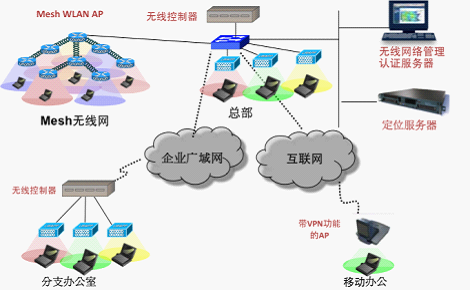 Mesh WLAN AP
无线控制器
无线网络管理
认证服务器
Mesh无线网
总部
定位服务器
企业广域网
互联网
无线控制器
带VPN功能
的AP
分支办公室
移动办公